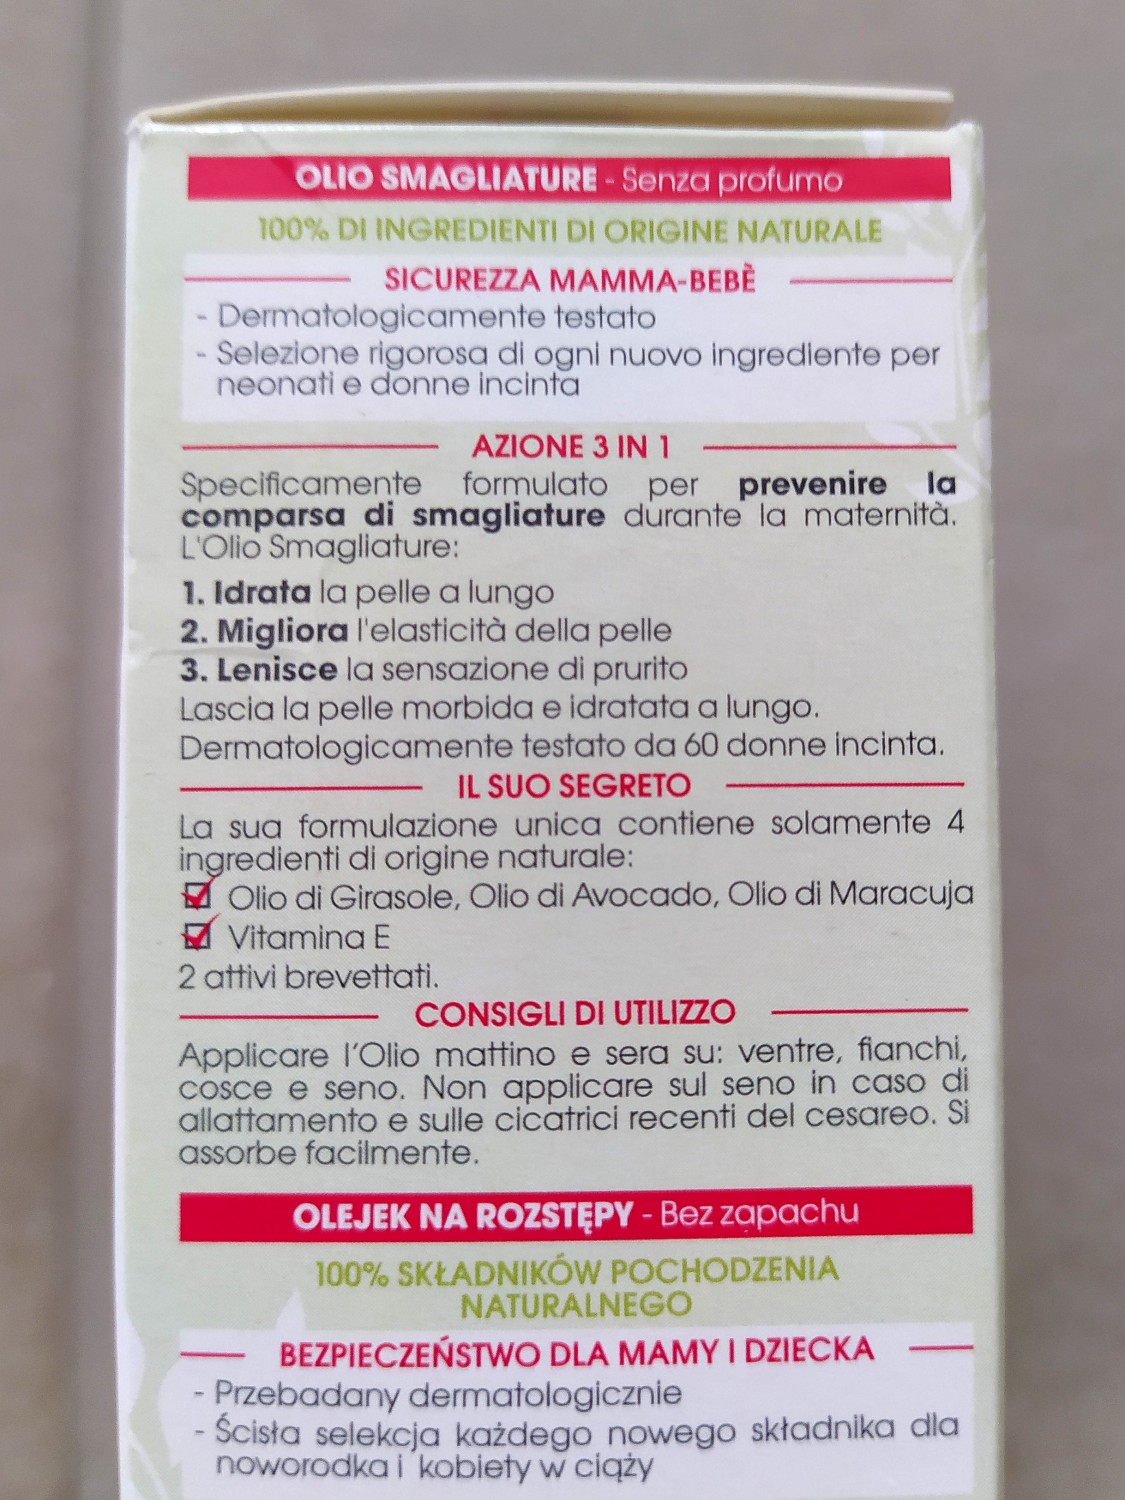 OLIO SMAGLIATURE - Senza profumo
100% DI INGREDIENTI DI ORIGINE NATURALE
SICUREZZA MAMMA-BEBÈ
- Dermatologicamente testato
- Selezione rigorosa di ogni nuovo ingrediente per
neonati e donne incinta
AZIONE 3 IN 1
Specificamente formulato per prevenire la
comparsa di smagliature durante la maternità.
L'Olio Smagliature:
1. Idrata la pelle a lungo
2. Migliora l'elasticità della pelle
3. Lenisce la sensazione di prurito
Lascia la pelle morbida e idratata a lungo.
Dermatologicamente testato da 60 donne incinta.
IL SUO SEGRETO
La sua formulazione unica contiene solamente 4
ingredienti di origine naturale:
Olio di Girasole, Olio di Avocado, Olio di Maracuja
Vitamina E
2 attivi brevettati.
CONSIGLI DI UTILIZZO
Applicare l'Olio mattino e sera su: ventre, fianchi,
cosce e seno. Non applicare sul seno in caso di
allattamento e sulle cicatrici recenti del cesareo. Si
assorbe facilmente.
OLEJEK NA ROZSTĘPY - Bez zapachu
100% SKŁADNIKÓW POCHODZENIA
NATURALNEGO
BEZPIECZEŃSTWO DLA MAMY I DZIECKA
- Przebadany dermatologicznie
- Ścisła selekcja każdego nowego składnika dla
noworodka i kobiety w ciąży